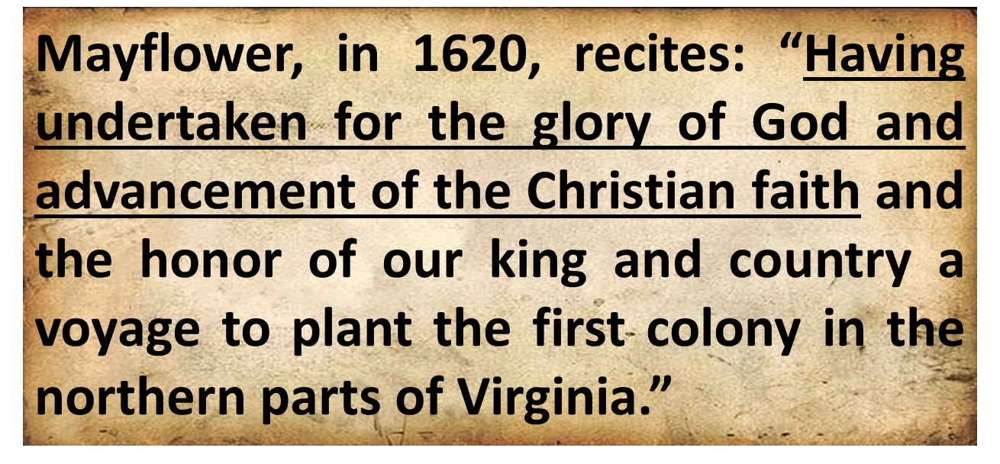 Mayflower, in 1620, recites: “Having
undertaken for the glory of God and
advancement of the Christian faith and
the honor of our king and country a
voyage to plant the first colony in the
northern parts of Virginia.”